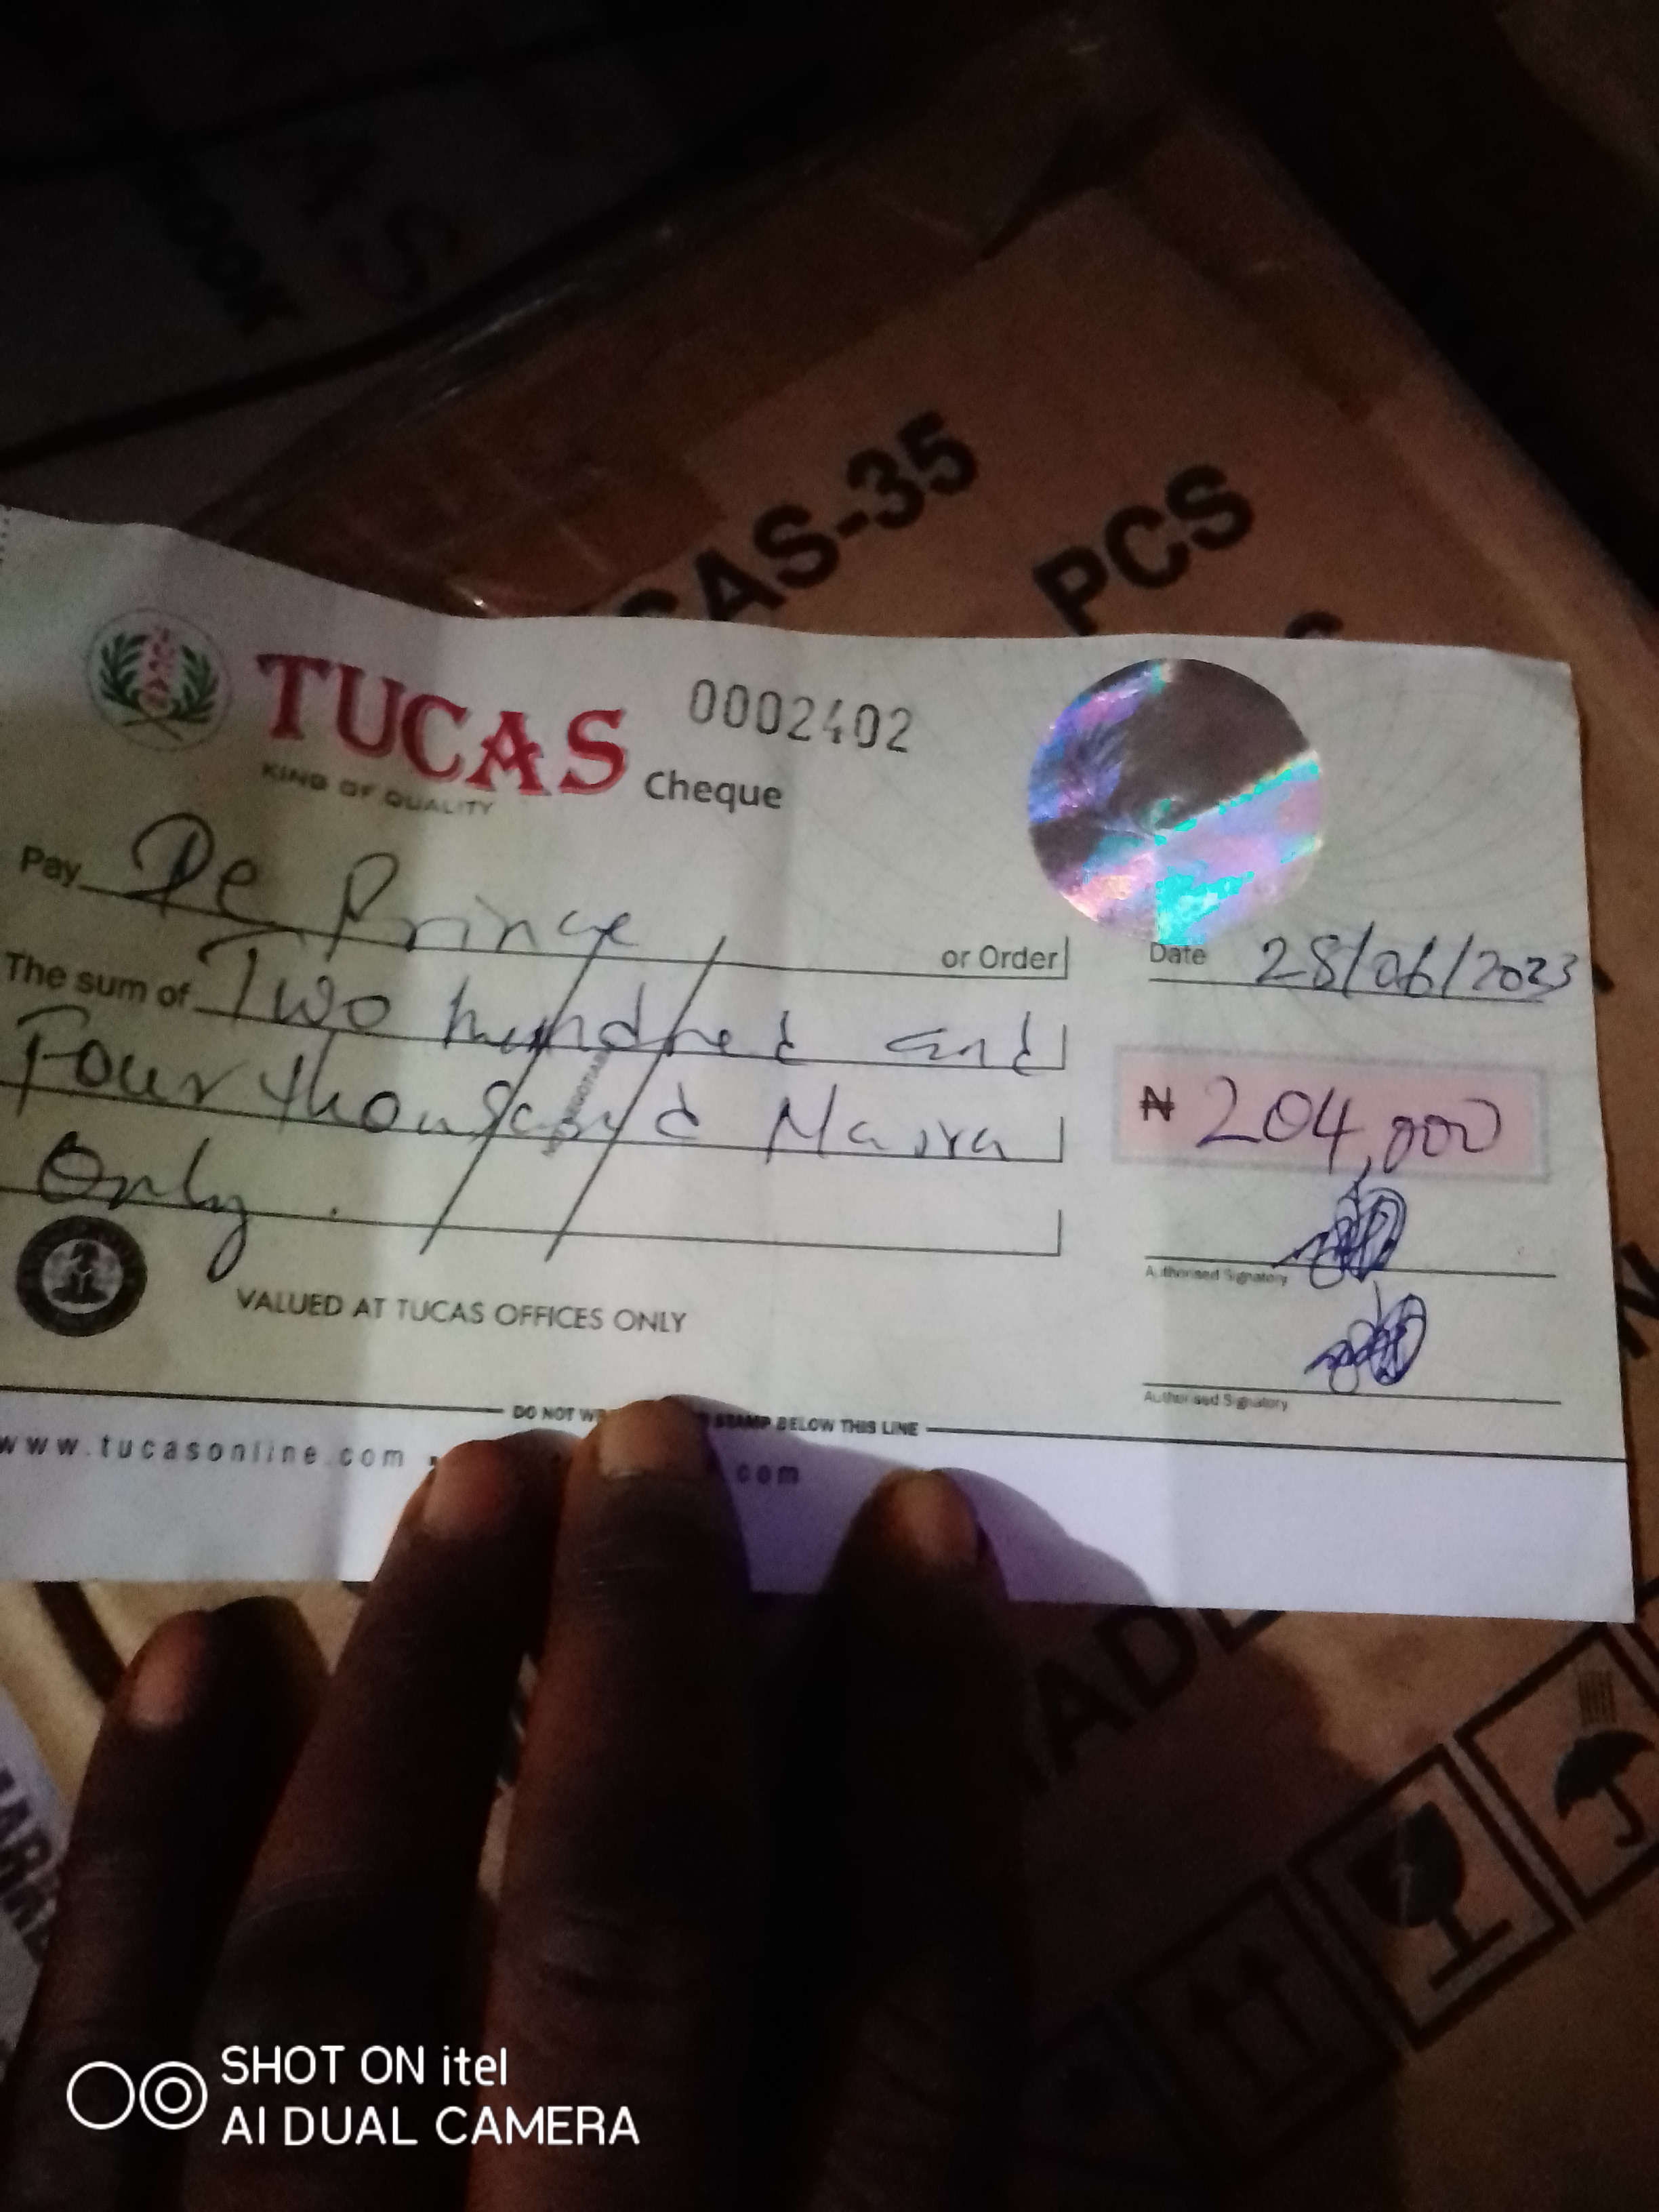 CAS-35
PCS
TUCAS
KING OF QUALITY
0002402
Cheque
Pay De Prince or Order
Date 28/06/2023
The sum of Two hundred and
Four thousand Naira
Only.
₦ 204,000
Authorised Signatory
Authorised Signatory
VALUED AT TUCAS OFFICES ONLY
DO NOT STAMP BELOW THIS LINE
www.tucasonline.com
.com
SHOT ON itel
AI DUAL CAMERA